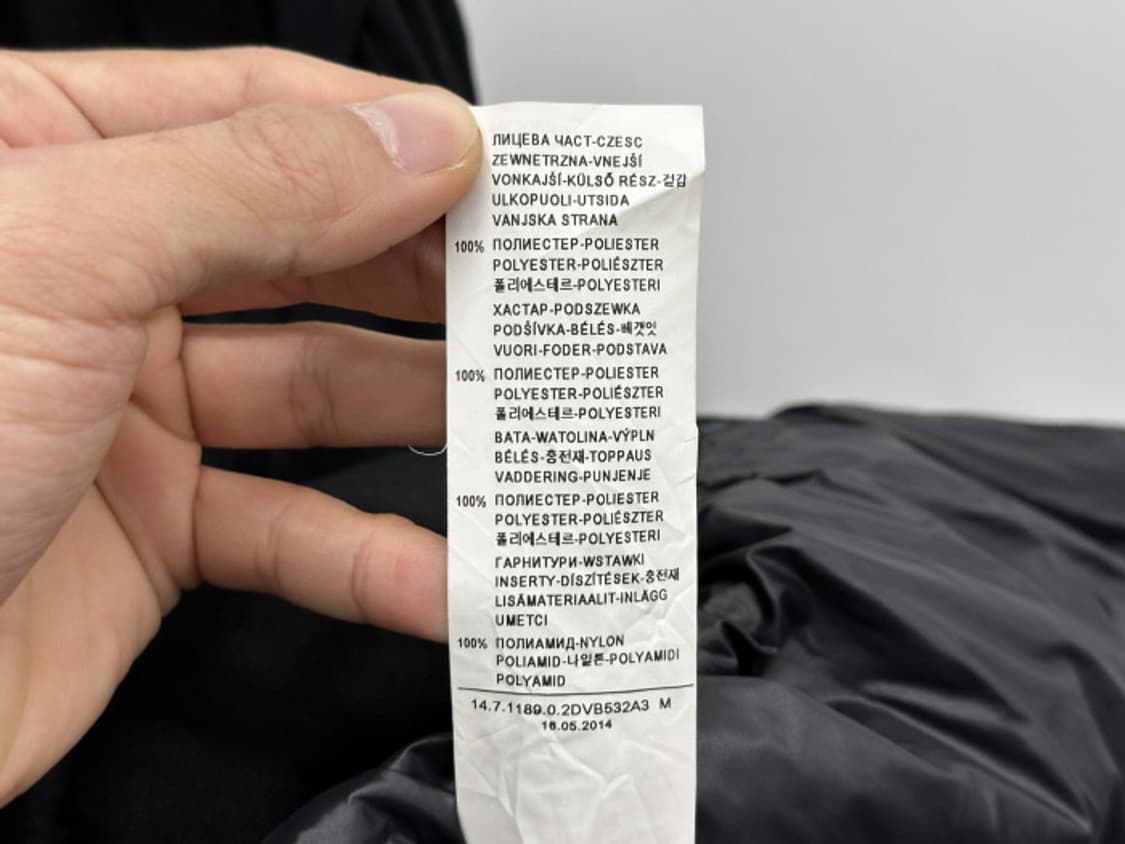 ЛИЦЕВА ЧАСТ-CZESC
ZEWNETRZNA-VNEJŠÍ
VONKAJŠÍ-KÜLSŐ RÉSZ-겉감
ULKOPUOLI-UTSIDA
VANJSKA STRANA
100% ПОЛИЕСТЕР-POLIESTER
POLYESTER-POLIÉSZTER
폴리에스테르-POLYESTERI
ХАСТАР-PODSZEWKA
PODŠÍVKA-BÉLÉS-베갯잇
VUORI-FODER-PODSTAVA
100% ПОЛИЕСТЕР-POLIESTER
POLYESTER-POLIÉSZTER
폴리에스테르-POLYESTERI
ВАТА-WATOLINA-VÝPLN
BÉLÉS-충전재-TOPPAUS
VADDERING-PUNJENJE
100% ПОЛИЕСТЕР-POLIESTER
POLYESTER-POLIÉSZTER
폴리에스테르-POLYESTERI
ГАРНИТУРИ-WSTAWKI
INSERTY-DÍSZÍTÉSEK-충전재
LISÄMATERIAALIT-INLÄGG
UMETCI
100% ПОЛИАМИД-NYLON
POLIAMID-나일론-POLYAMIDI
POLYAMID
14.7.1189.0.2DVB532A3 M
16.05.2014